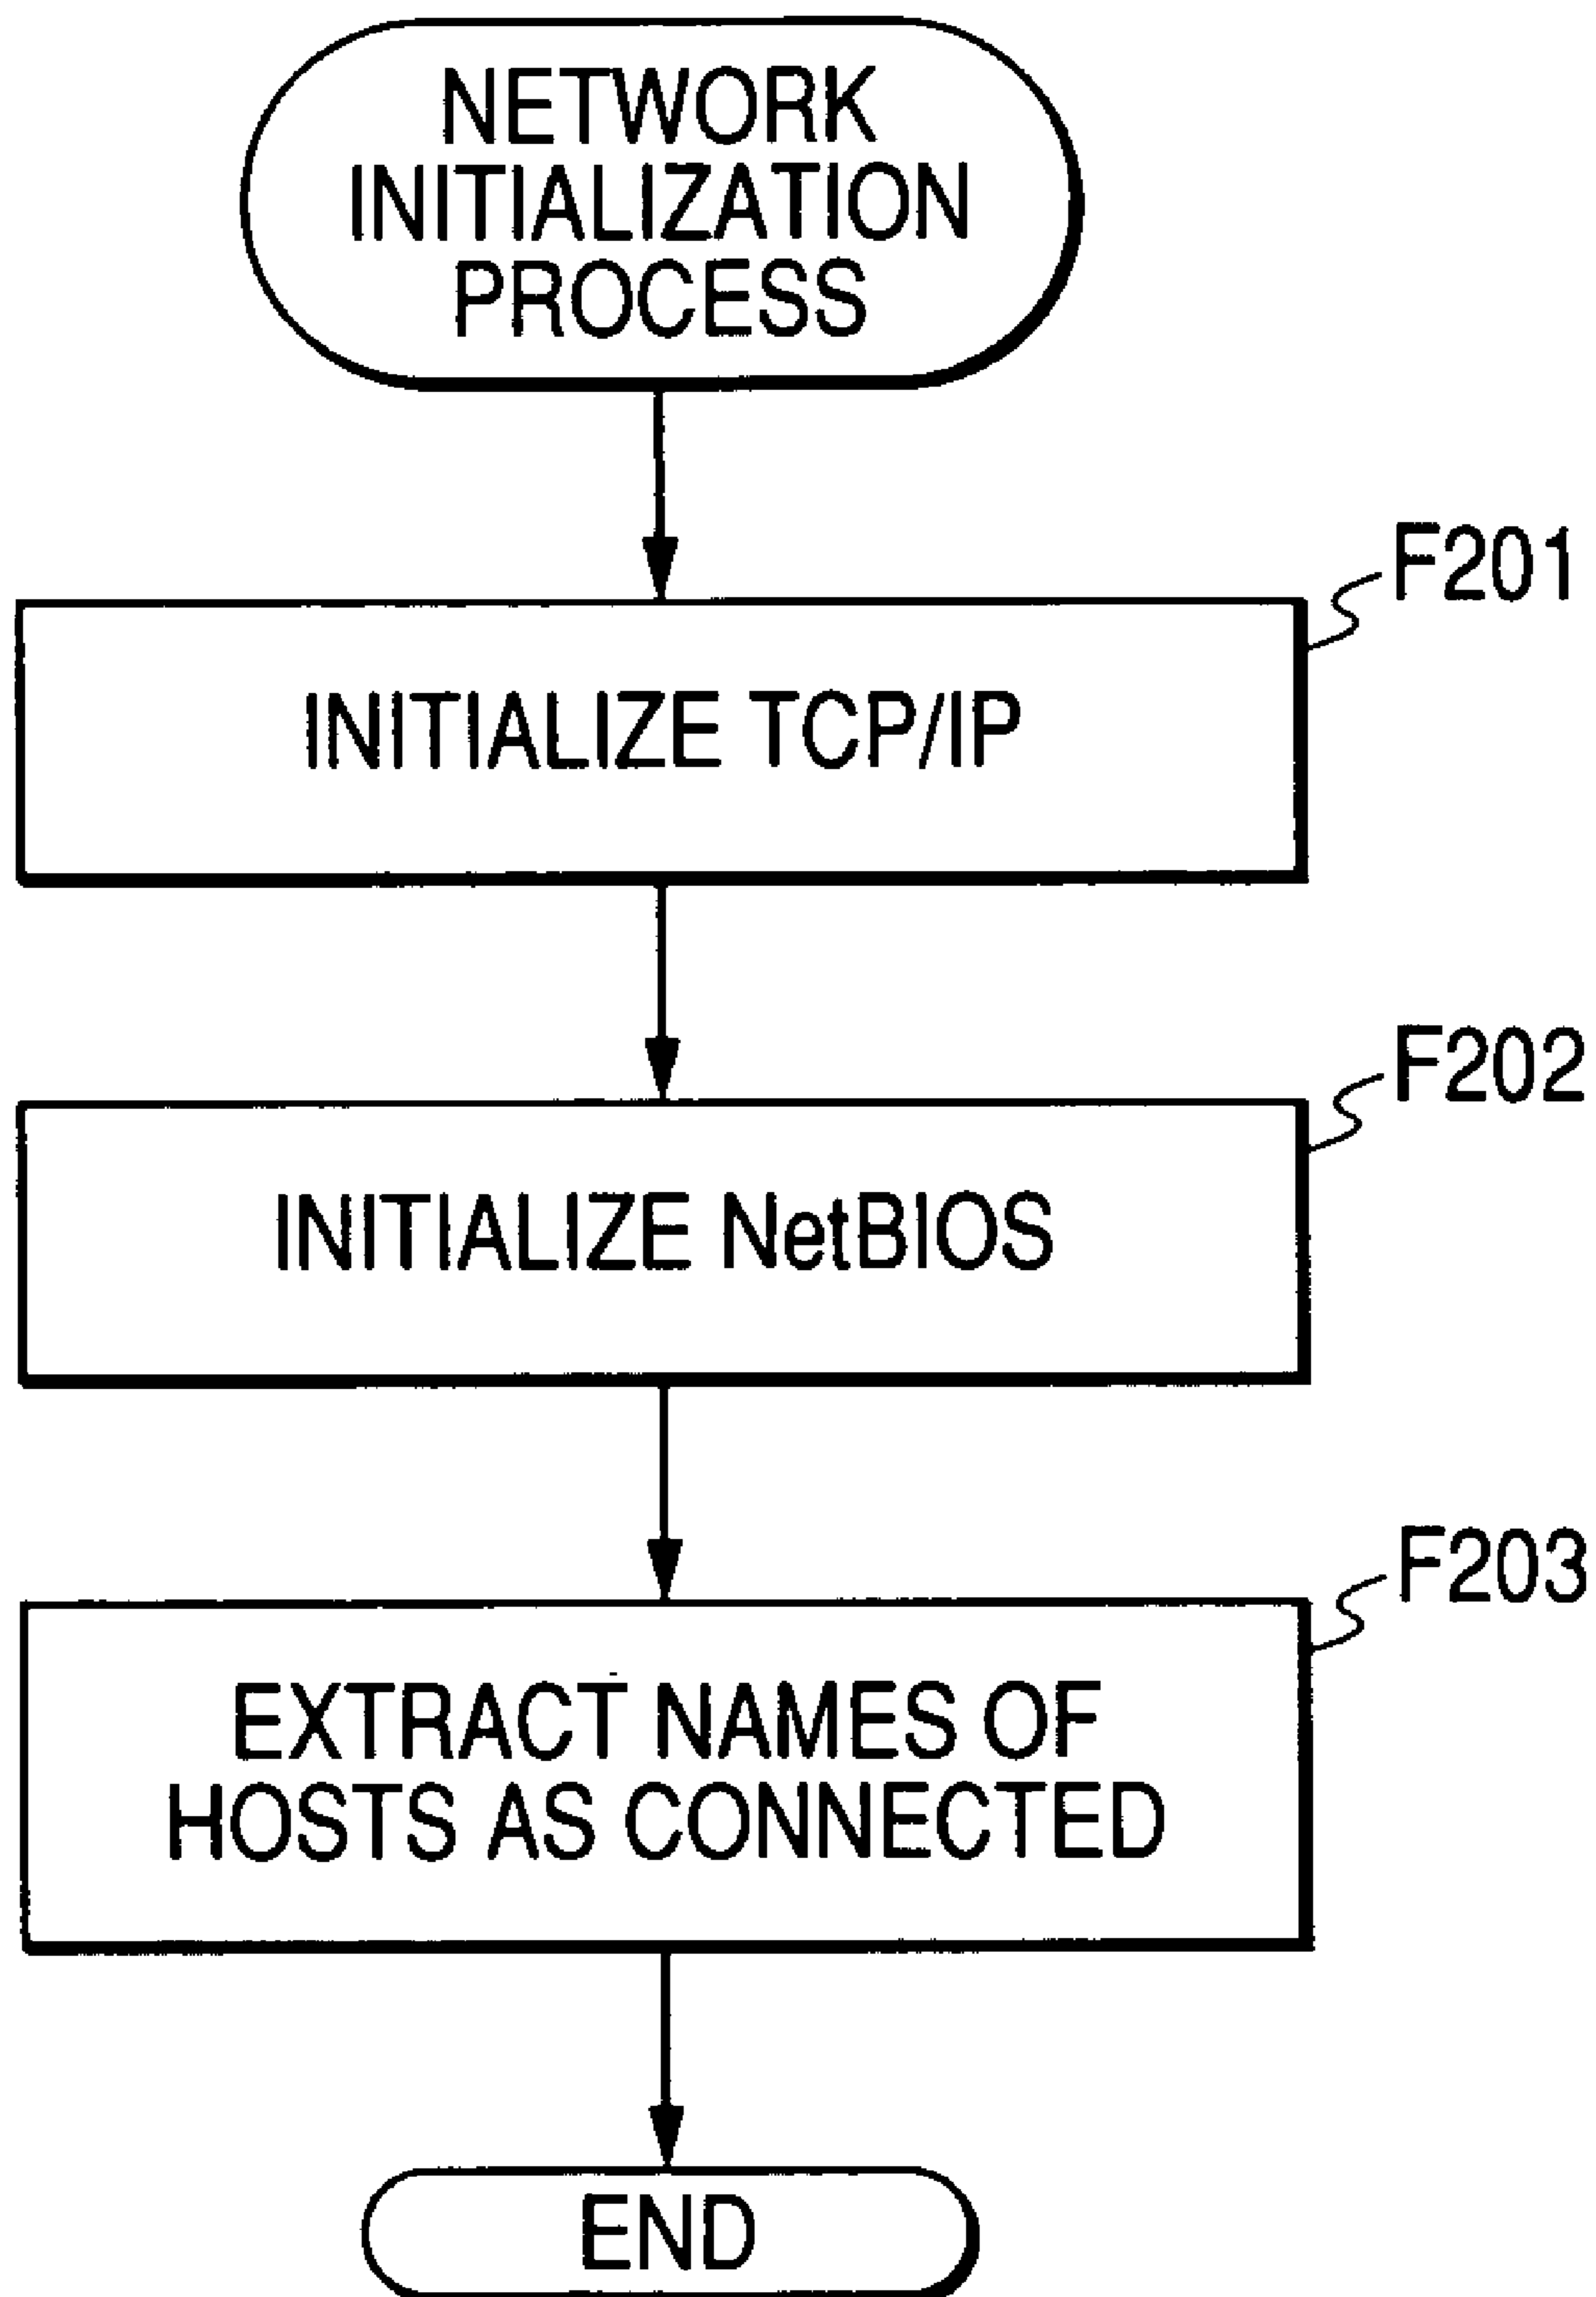 NETWORK
INITIALIZATION
PROCESS
F201
INITIALIZE TCP/IP
F202
INITIALIZE NetBIOS
F203
EXTRACT NAMES OF
HOSTS AS CONNECTED
END